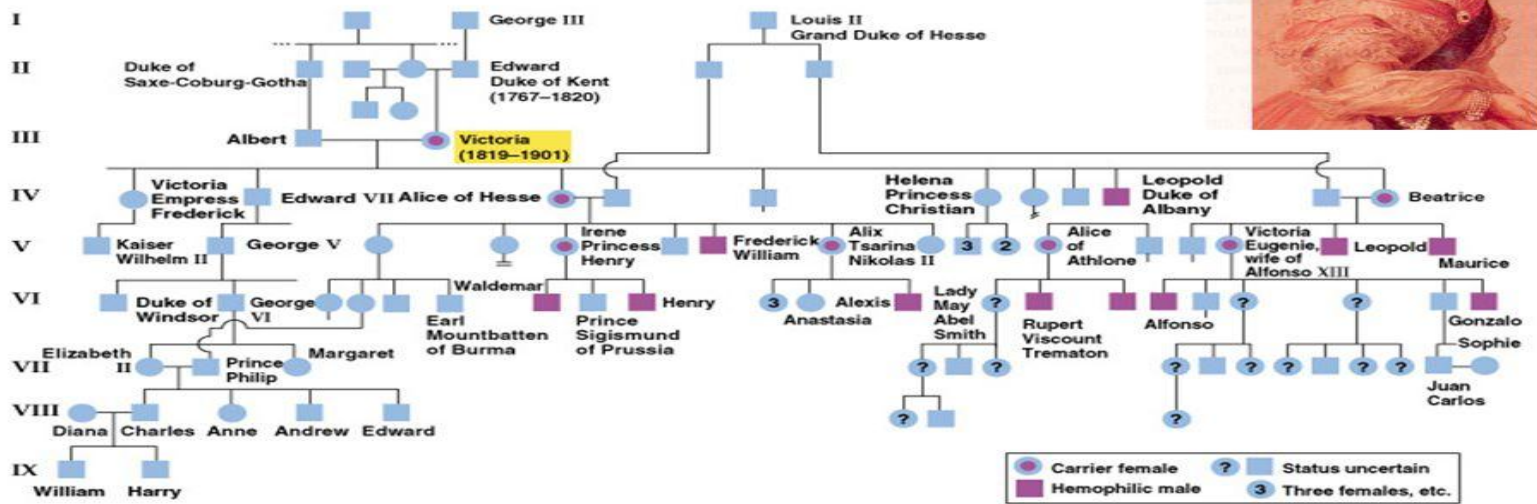 I
George III
Louis II
Grand Duke of Hesse
II
Duke of
Saxe-Coburg-Gotha
Edward
Duke of Kent
(1767–1820)
III
Albert
Victoria
(1819–1901)
IV
Victoria
Empress
Frederick
Edward VII
Alice of Hesse
Helena
Princess
Christian
Leopold
Duke of
Albany
Beatrice
V
Kaiser
Wilhelm II
George V
Irene
Princess
Henry
Frederick
William
Alix
Tsarina
Nikolas II
3
2
Alice
of
Athlone
Victoria
Eugenie,
wife of
Alfonso XIII
Leopold
Maurice
VI
Duke of
Windsor
George
VI
Earl
Mountbatten
of Burma
Waldemar
Prince
Sigismund
of Prussia
Henry
3
Anastasia
Alexis
Lady
May
Abel
Smith
?
Rupert
Viscount
Trematon
Alfonso
?
?
Gonzalo
VII
Elizabeth
II
Prince
Philip
Margaret
?
?
?
?
?
?
?
Sophie
Juan
Carlos
VIII
Diana
Charles
Anne
Andrew
Edward
?
?
IX
William
Harry
Carrier female
? Status uncertain
Hemophilic male
3 Three females, etc.